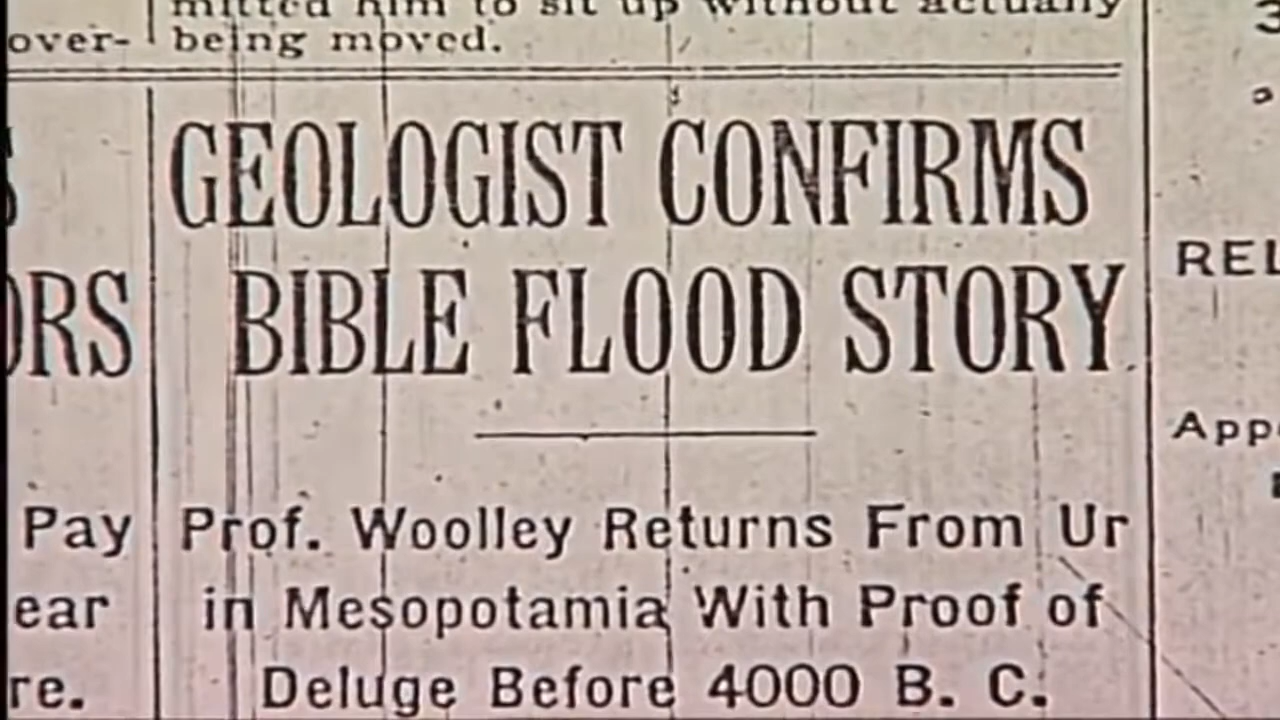 mitted him to sit up without actually
being moved.
over-
GEOLOGIST CONFIRMS
BIBLE FLOOD STORY
Prof. Woolley Returns From Ur
in Mesopotamia With Proof of
Deluge Before 4000 B. C.
ORS
Pay
ear
re.
REL
App